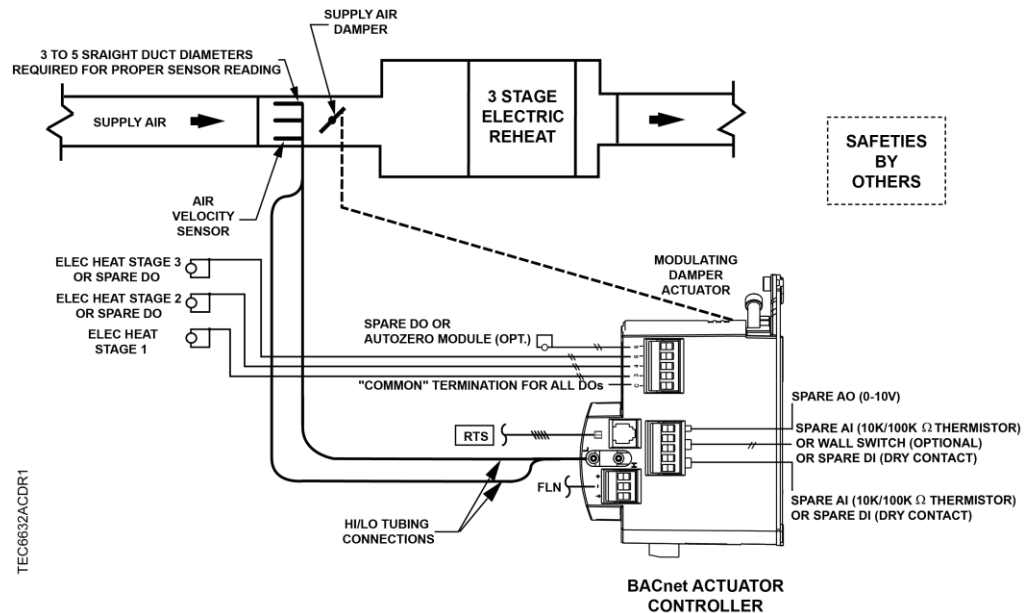 SUPPLY AIR
DAMPER
3 TO 5 SRAIGHT DUCT DIAMETERS
REQUIRED FOR PROPER SENSOR READING
SUPPLY AIR
3 STAGE
ELECTRIC
REHEAT
SAFETIES
BY
OTHERS
AIR
VELOCITY
SENSOR
ELEC HEAT STAGE 3
OR SPARE DO
ELEC HEAT STAGE 2
OR SPARE DO
ELEC HEAT
STAGE 1
MODULATING
DAMPER
ACTUATOR
SPARE DO OR
AUTOZERO MODULE (OPT.)
6
5
4
3
C
"COMMON" TERMINATION FOR ALL DOs
RTS
FLN
HI/LO TUBING
CONNECTIONS
SPARE AO (0-10V)
SPARE AI (10K/100K Ω THERMISTOR)
OR WALL SWITCH (OPTIONAL)
OR SPARE DI (DRY CONTACT)
SPARE AI (10K/100K Ω THERMISTOR)
OR SPARE DI (DRY CONTACT)
BACnet ACTUATOR
CONTROLLER
TEC6632ACDR1